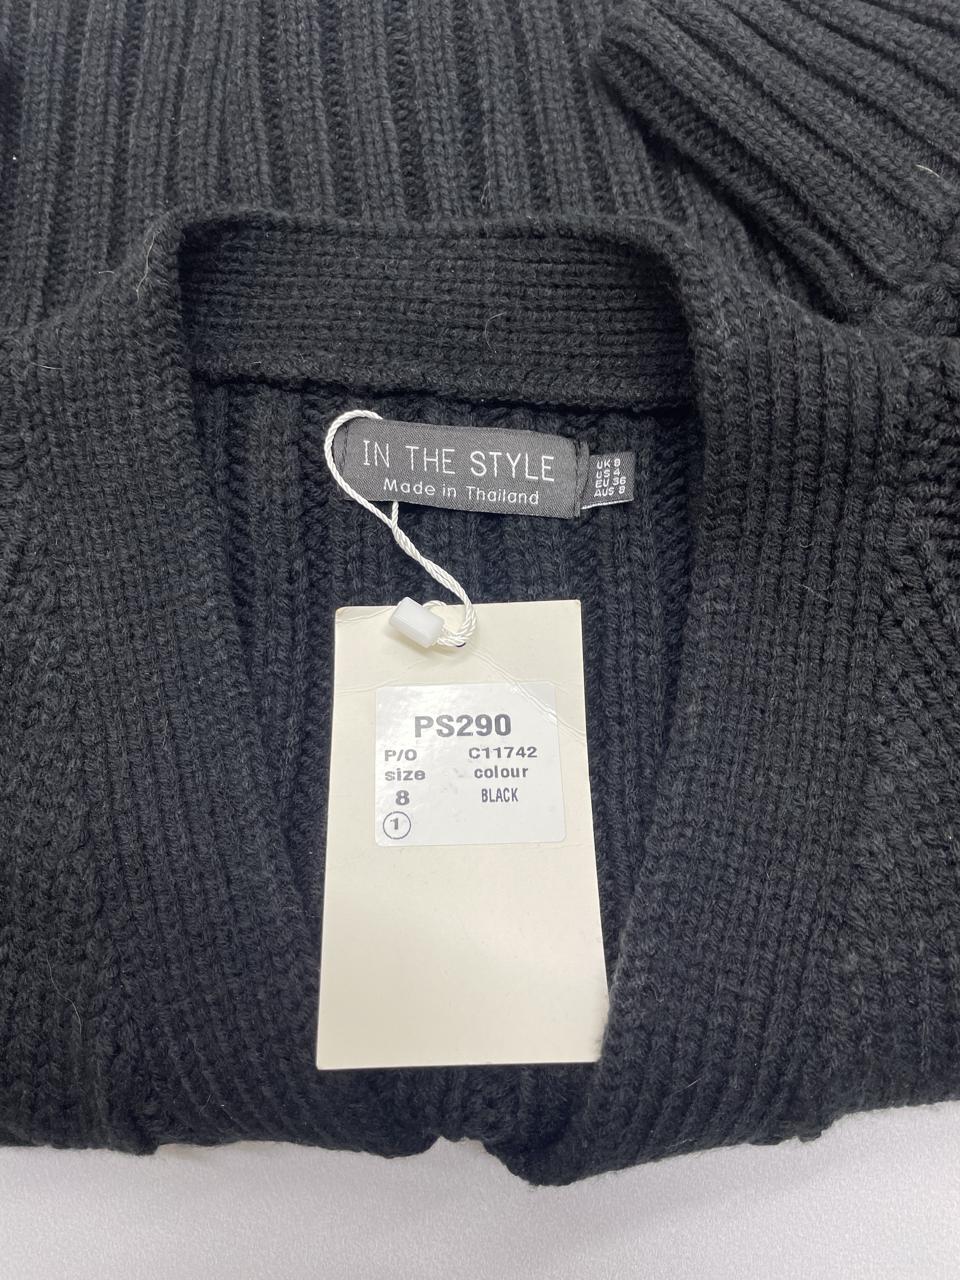 IN THE STYLE
Made in Thailand
UK 8
US 4
EU 36
AUS 8
PS290
P/O C11742
size colour
8 BLACK
1